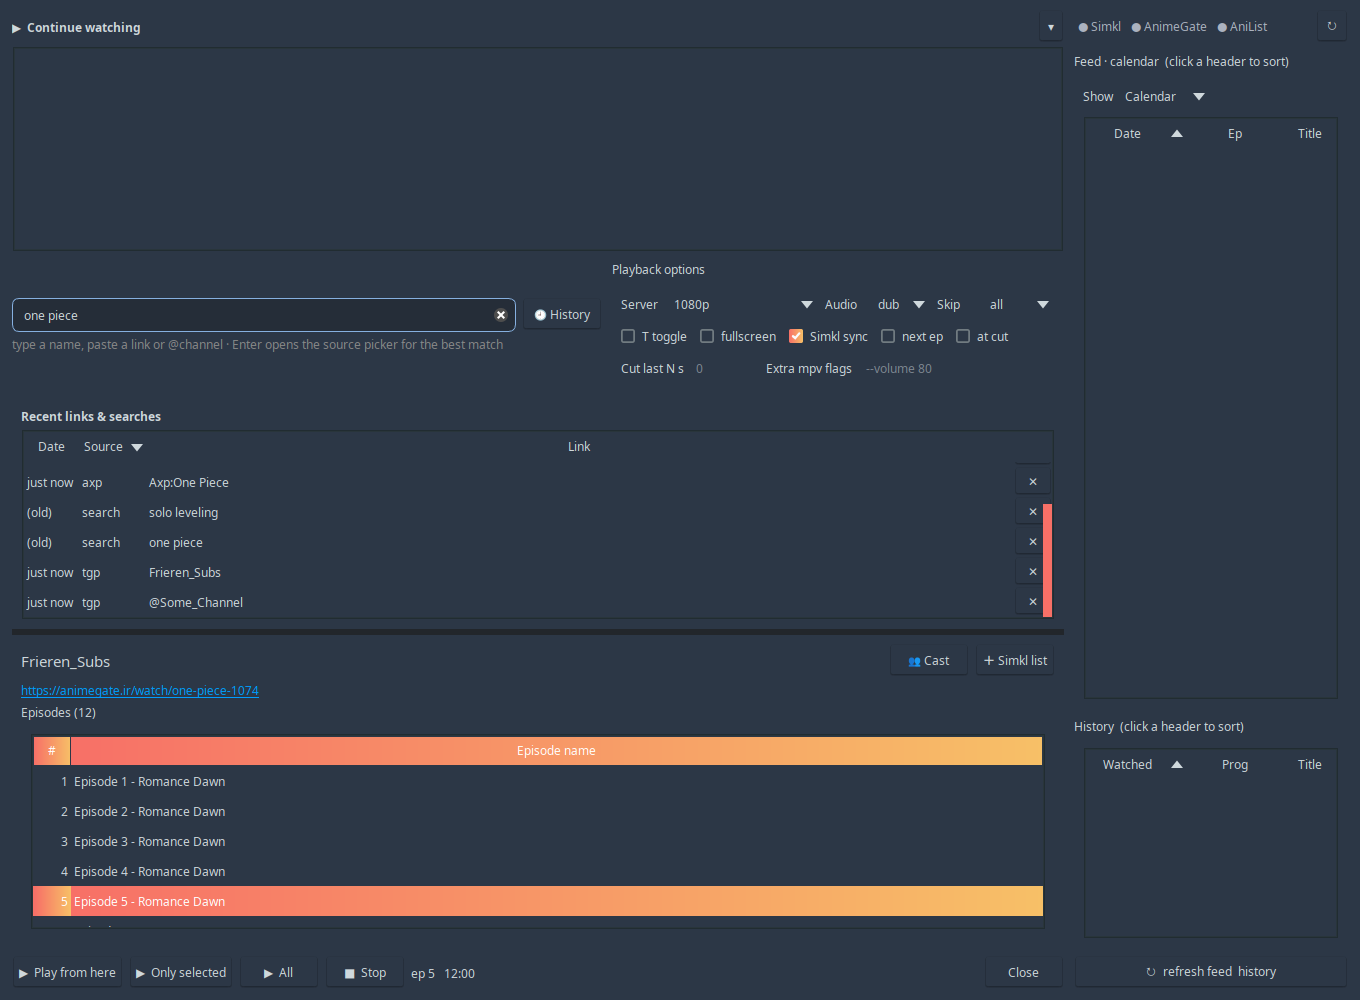 ▶ Continue watching
▼
● Simkl ● AnimeGate ● AniList
↻
Feed · calendar (click a header to sort)
Show Calendar
Date Ep Title
Playback options
one piece
🕘 History
type a name, paste a link or @channel · Enter opens the source picker for the best match
Server 1080p Audio dub Skip all
T toggle fullscreen Simkl sync next ep at cut
Cut last N s 0 Extra mpv flags --volume 80
Recent links & searches
Date Source Link
just now axp Axp:One Piece ×
(old) search solo leveling ×
(old) search one piece ×
just now tgp Frieren_Subs ×
just now tgp @Some_Channel ×
Frieren_Subs
👥 Cast + Simkl list
https://animegate.ir/watch/one-piece-1074
Episodes (12)
# Episode name
1 Episode 1 - Romance Dawn
2 Episode 2 - Romance Dawn
3 Episode 3 - Romance Dawn
4 Episode 4 - Romance Dawn
5 Episode 5 - Romance Dawn
History (click a header to sort)
Watched Prog Title
▶ Play from here ▶ Only selected ▶ All ■ Stop ep 5 12:00 Close
↻ refresh feed history